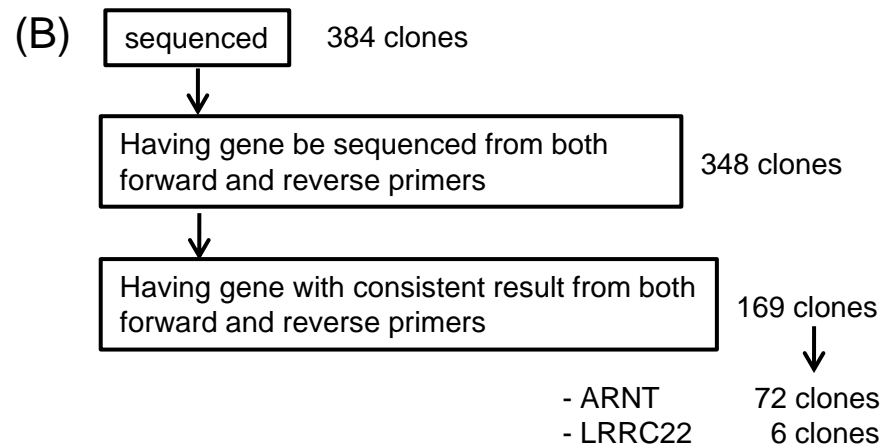 (B) sequenced 384 clones
Having gene be sequenced from both
forward and reverse primers
348 clones
Having gene with consistent result from both
forward and reverse primers
169 clones
- ARNT 72 clones
- LRRC22 6 clones